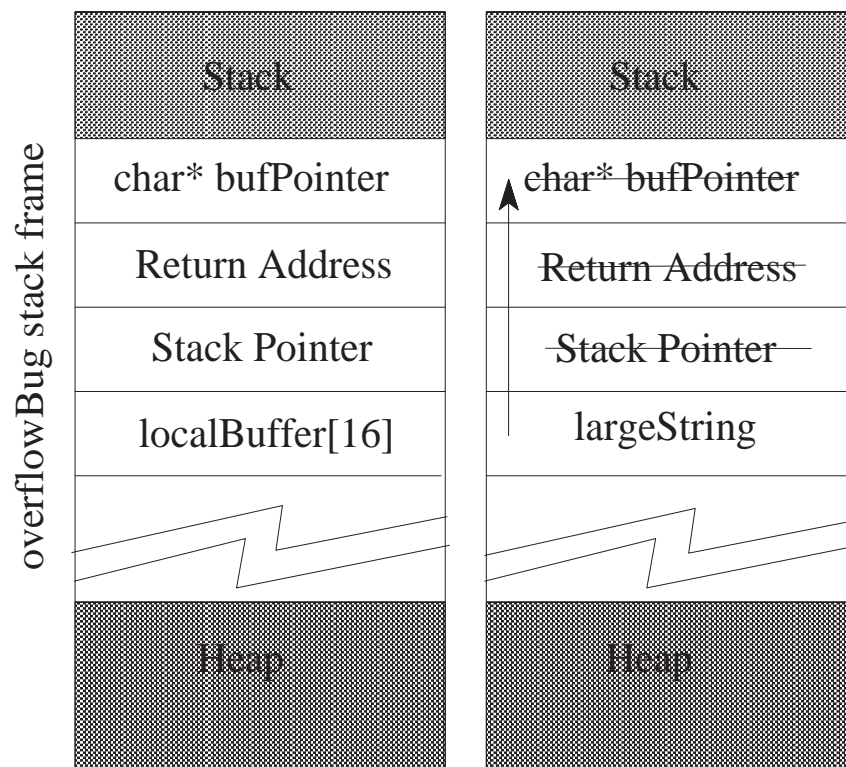 overflowBug stack frame
Stack
char* bufPointer
Return Address
Stack Pointer
localBuffer[16]
Heap
Stack
char* bufPointer
Return Address
Stack Pointer
largeString
Heap